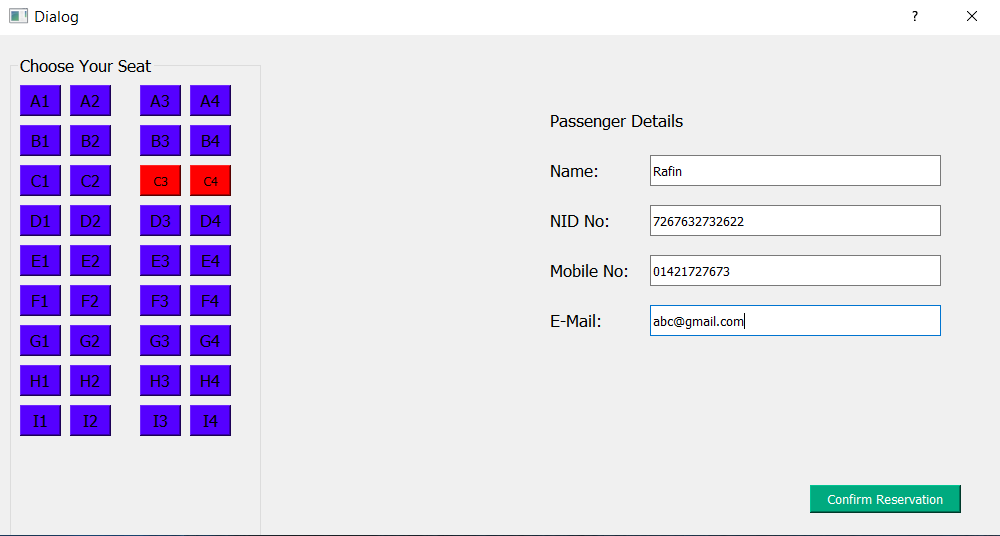 Dialog
?
Choose Your Seat
A1 A2 A3 A4
B1 B2 B3 B4
C1 C2 C3 C4
D1 D2 D3 D4
E1 E2 E3 E4
F1 F2 F3 F4
G1 G2 G3 G4
H1 H2 H3 H4
I1 I2 I3 I4
Passenger Details
Name: Rafin
NID No: 7267632732622
Mobile No: 01421727673
E-Mail: abc@gmail.com
Confirm Reservation